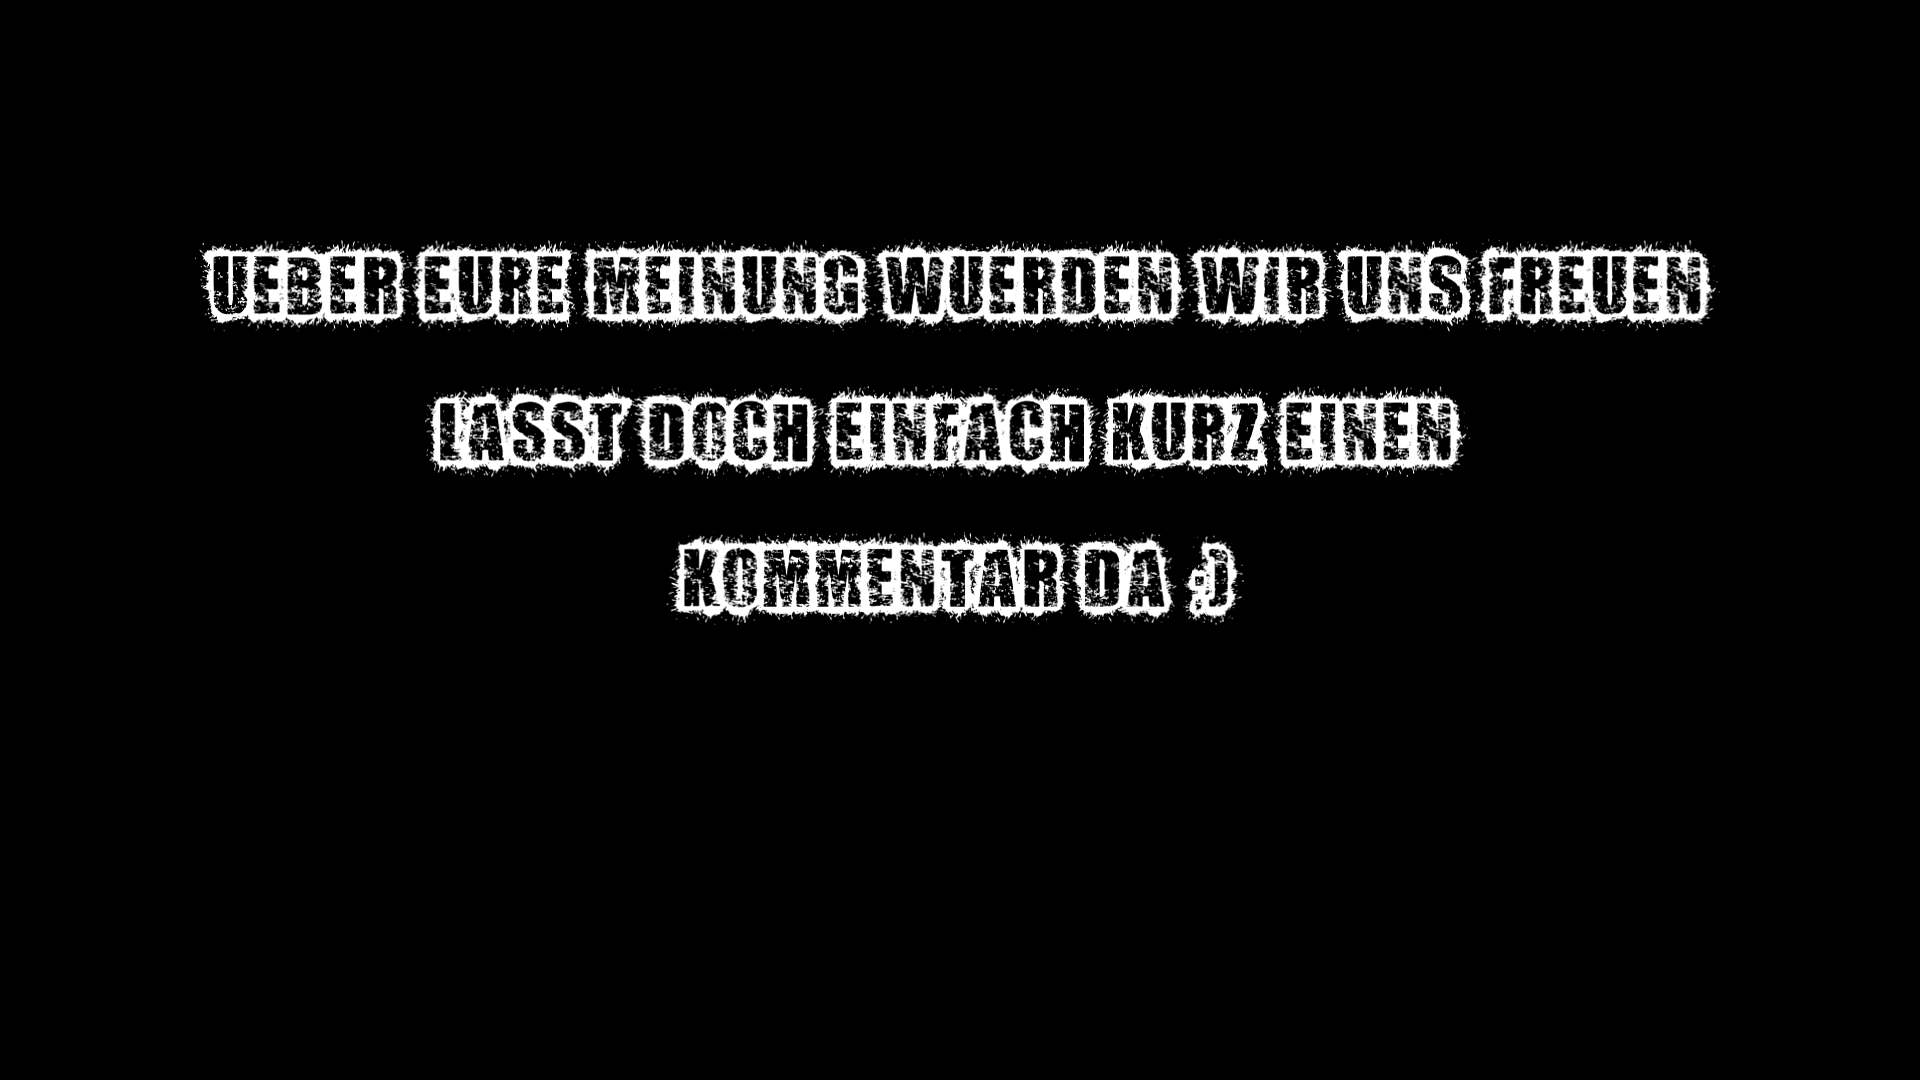 UEBER EURE MEINUNG WUERDEN WIR UNS FREUEN
LASST DOCH EINFACH KURZ EINEN
KOMMENTAR DA ;)